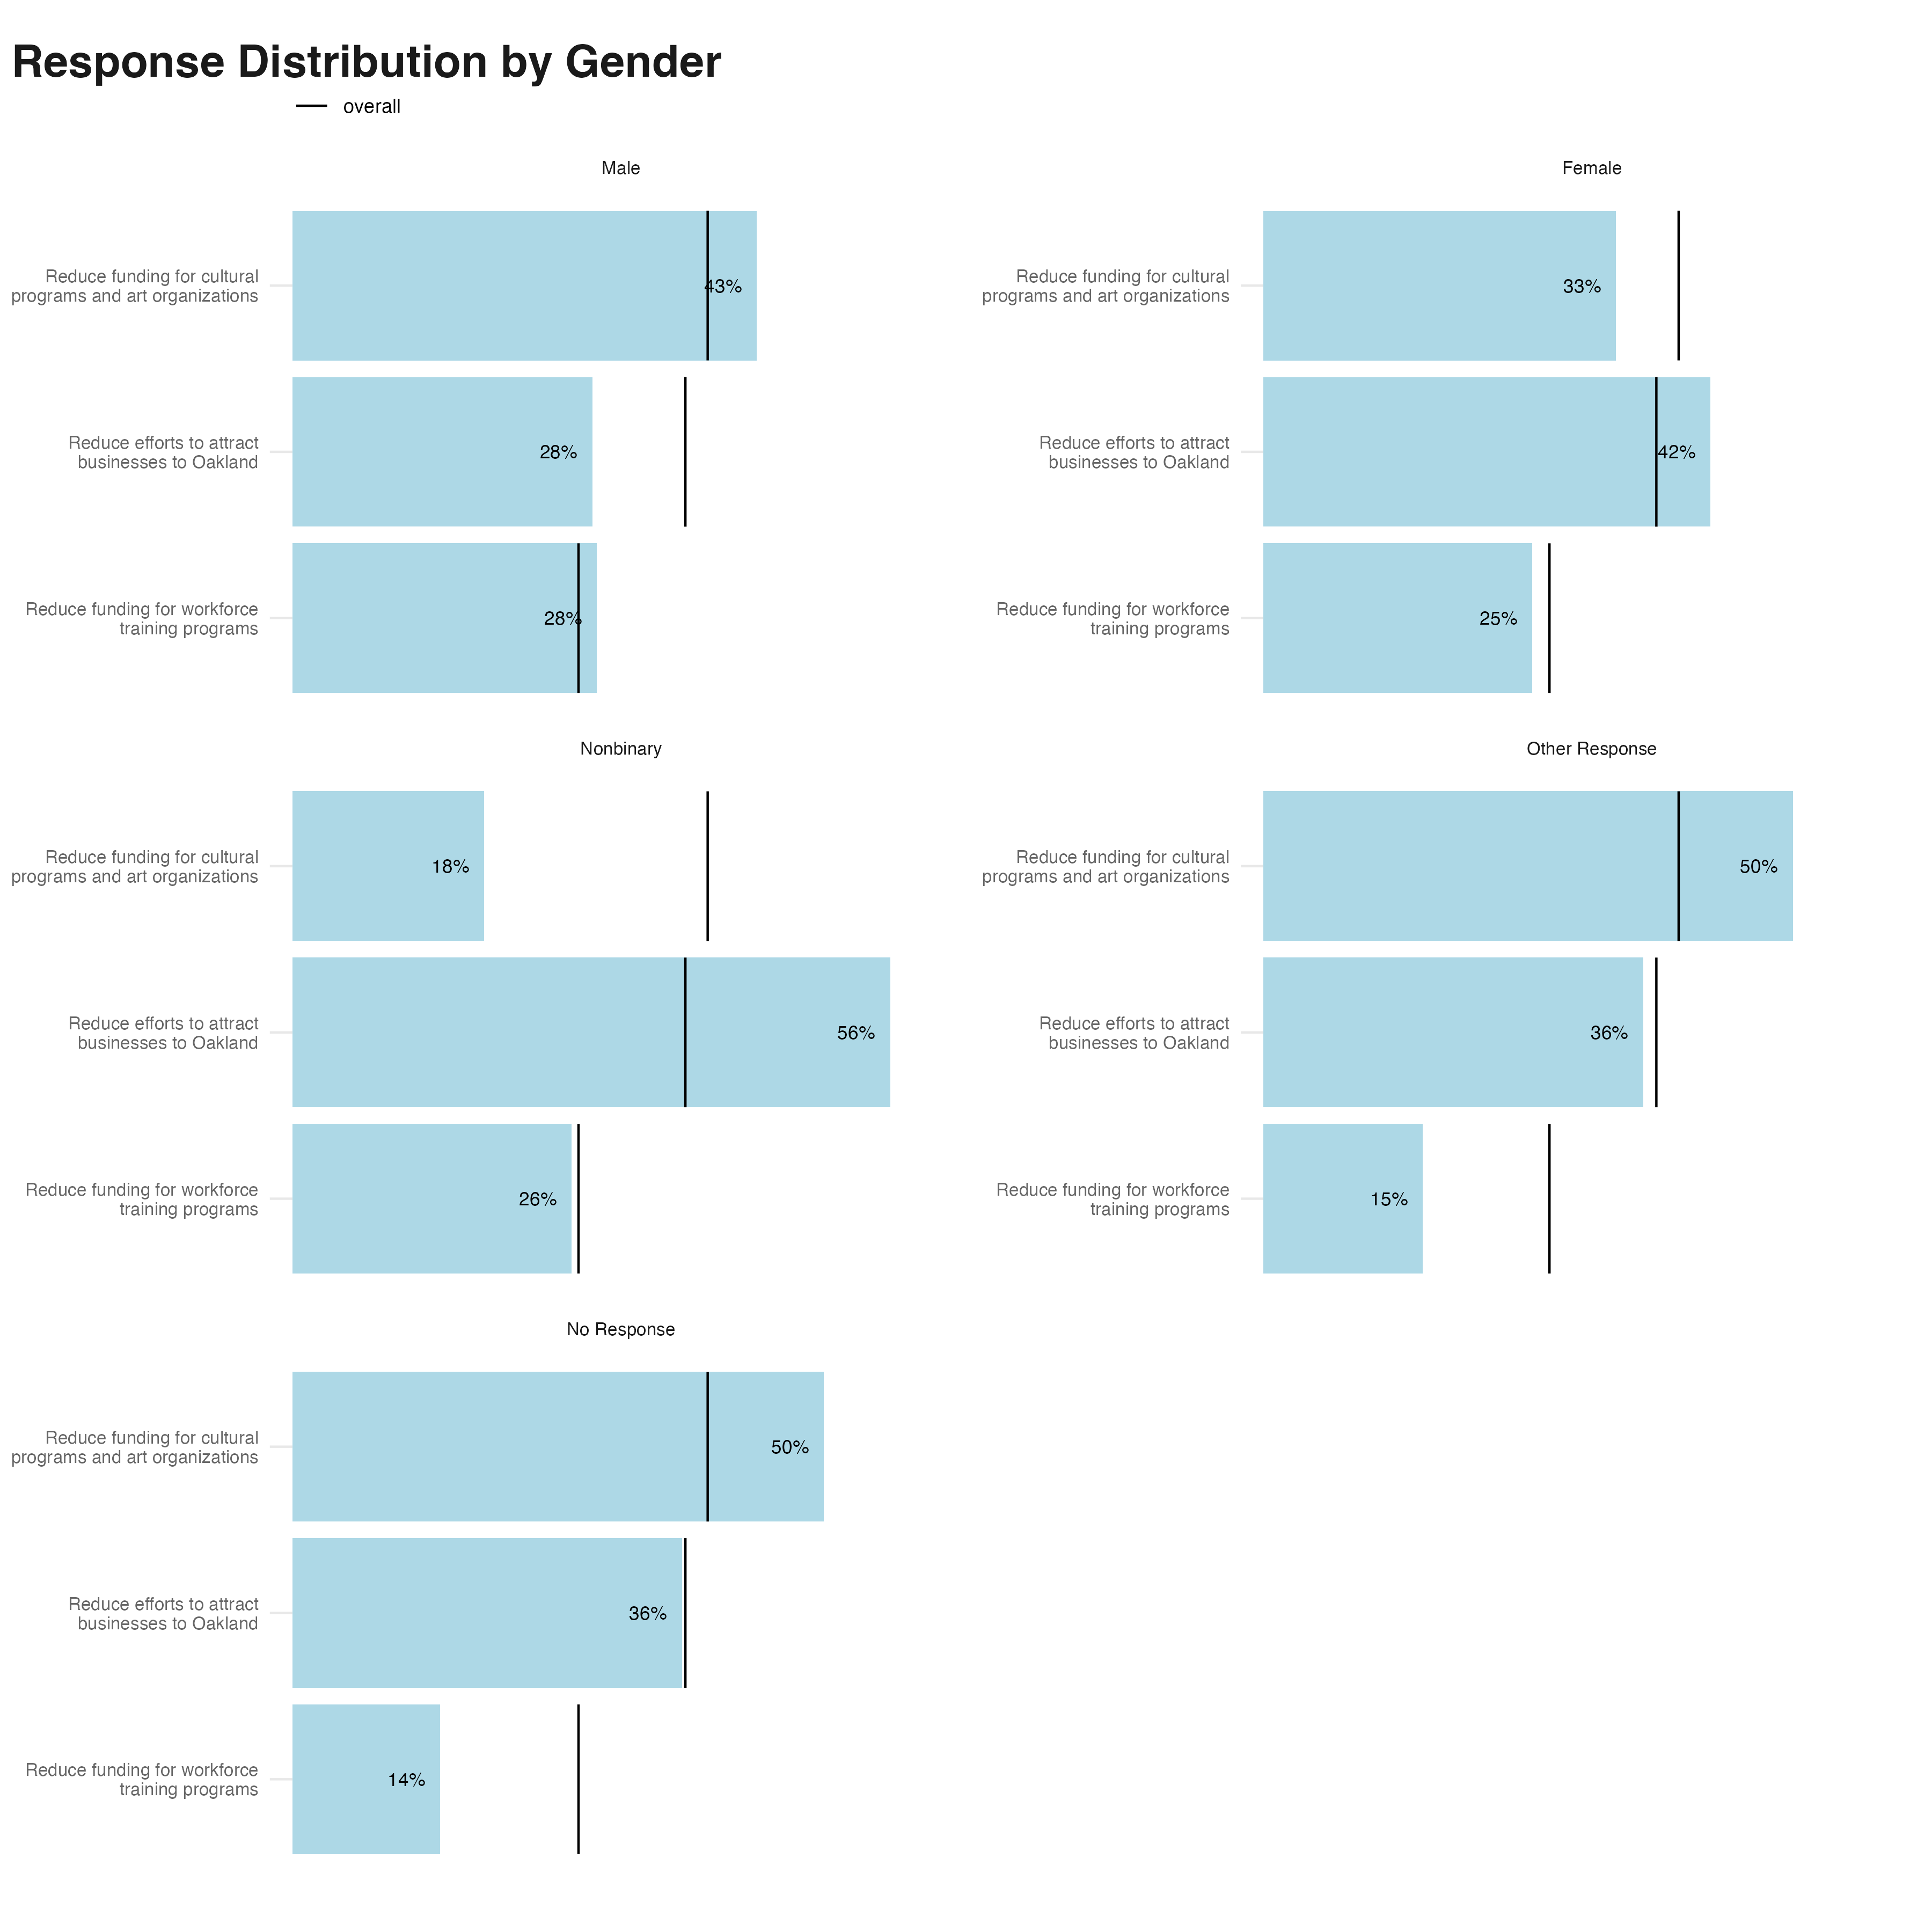 Response Distribution by Gender
overall
Male
Reduce funding for cultural
programs and art organizations
43%
Reduce efforts to attract
businesses to Oakland
28%
Reduce funding for workforce
training programs
28%
Female
Reduce funding for cultural
programs and art organizations
33%
Reduce efforts to attract
businesses to Oakland
42%
Reduce funding for workforce
training programs
25%
Nonbinary
Reduce funding for cultural
programs and art organizations
18%
Reduce efforts to attract
businesses to Oakland
56%
Reduce funding for workforce
training programs
26%
Other Response
Reduce funding for cultural
programs and art organizations
50%
Reduce efforts to attract
businesses to Oakland
36%
Reduce funding for workforce
training programs
15%
No Response
Reduce funding for cultural
programs and art organizations
50%
Reduce efforts to attract
businesses to Oakland
36%
Reduce funding for workforce
training programs
14%